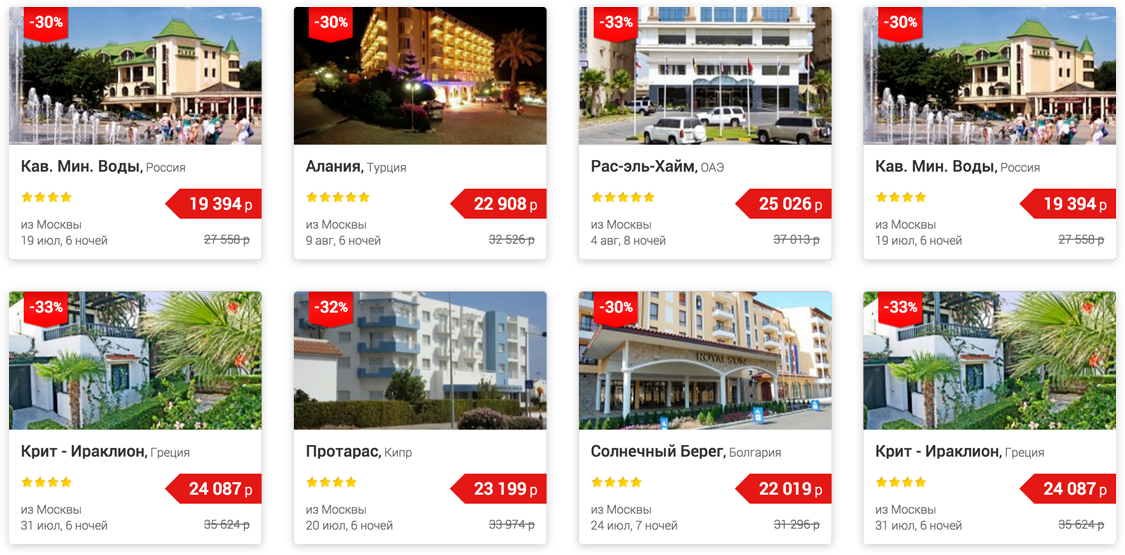 -30%
Кав. Мин. Воды, Россия
19 394 р
из Москвы
19 июл, 6 ночей
27 558 р
-30%
Алания, Турция
22 908 р
из Москвы
9 авг, 6 ночей
32 526 р
-33%
Рас-эль-Хайм, ОАЭ
25 026 р
из Москвы
4 авг, 8 ночей
37 013 р
-30%
Кав. Мин. Воды, Россия
19 394 р
из Москвы
19 июл, 6 ночей
27 558 р
-33%
Крит - Ираклион, Греция
24 087 р
из Москвы
31 июл, 6 ночей
35 624 р
-32%
Протарас, Кипр
23 199 р
из Москвы
20 июл, 6 ночей
33 974 р
-30%
ROYAL SUN
Солнечный Берег, Болгария
22 019 р
из Москвы
24 июл, 7 ночей
31 296 р
-33%
Крит - Ираклион, Греция
24 087 р
из Москвы
31 июл, 6 ночей
35 624 р